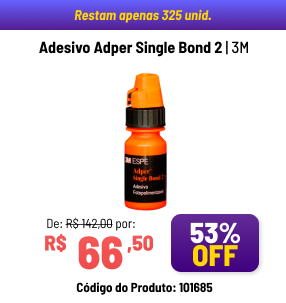 Restam apenas 325 unid.
Adesivo Adper Single Bond 2 | 3M
3M ESPE
Adper
Single Bond 2
Adesivo
Fotopolimerizável
De: R$ 142,00 por:
R$ 66,50
53%
OFF
Código do Produto: 101685